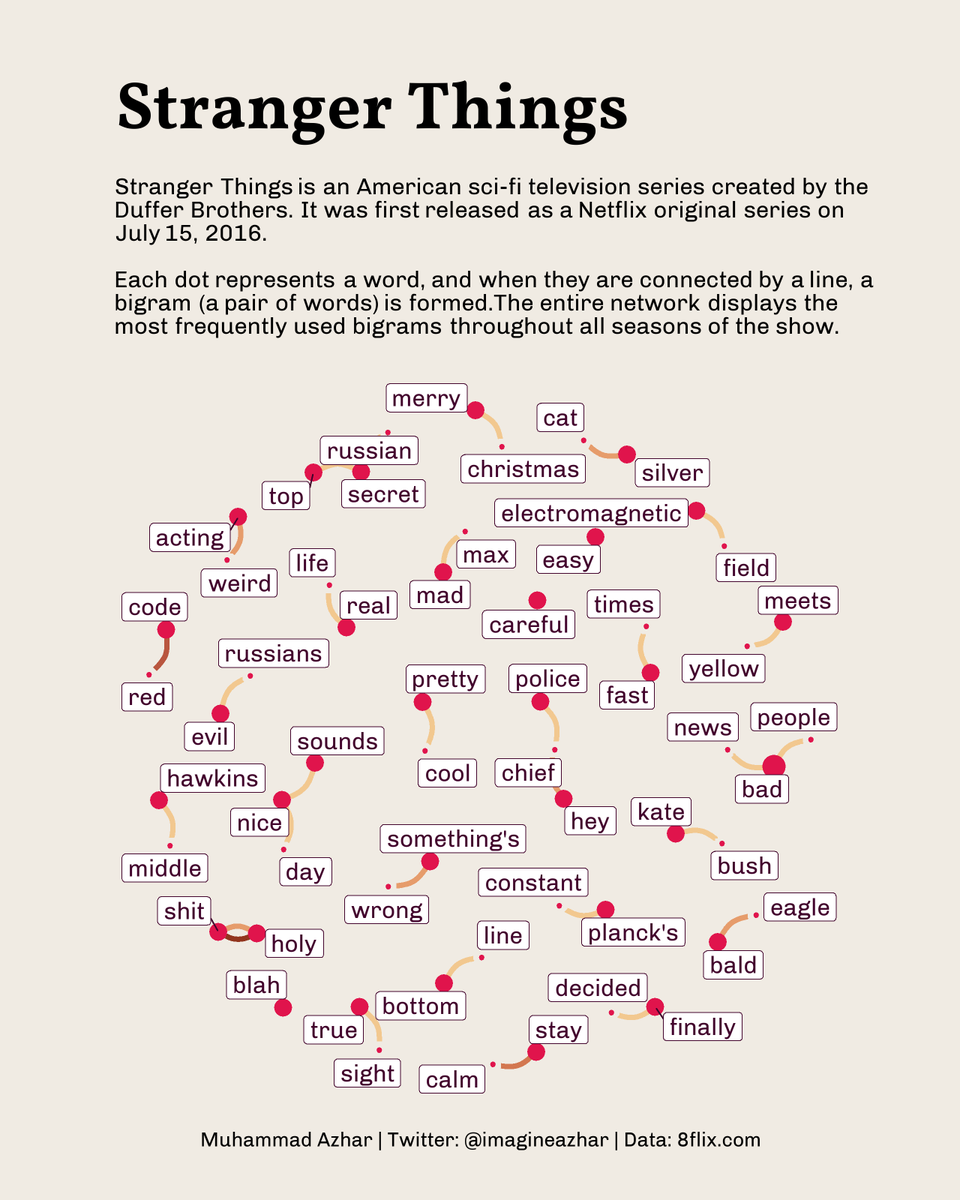 Stranger Things
Stranger Things is an American sci-fi television series created by the
Duffer Brothers. It was first released as a Netflix original series on
July 15, 2016.
Each dot represents a word, and when they are connected by a line, a
bigram (a pair of words) is formed.The entire network displays the
most frequently used bigrams throughout all seasons of the show.
merry
cat
russian
christmas
silver
top
secret
electromagnetic
acting
max
easy
life
field
weird
mad
meets
code
real
times
careful
russians
yellow
red
pretty
police
fast
people
news
evil
sounds
hawkins
cool
chief
bad
nice
hey
kate
something's
middle
day
bush
constant
wrong
eagle
shit
planck's
line
holy
bald
blah
decided
bottom
true
stay
finally
sight
calm
Muhammad Azhar | Twitter: @imagineazhar | Data: 8flix.com